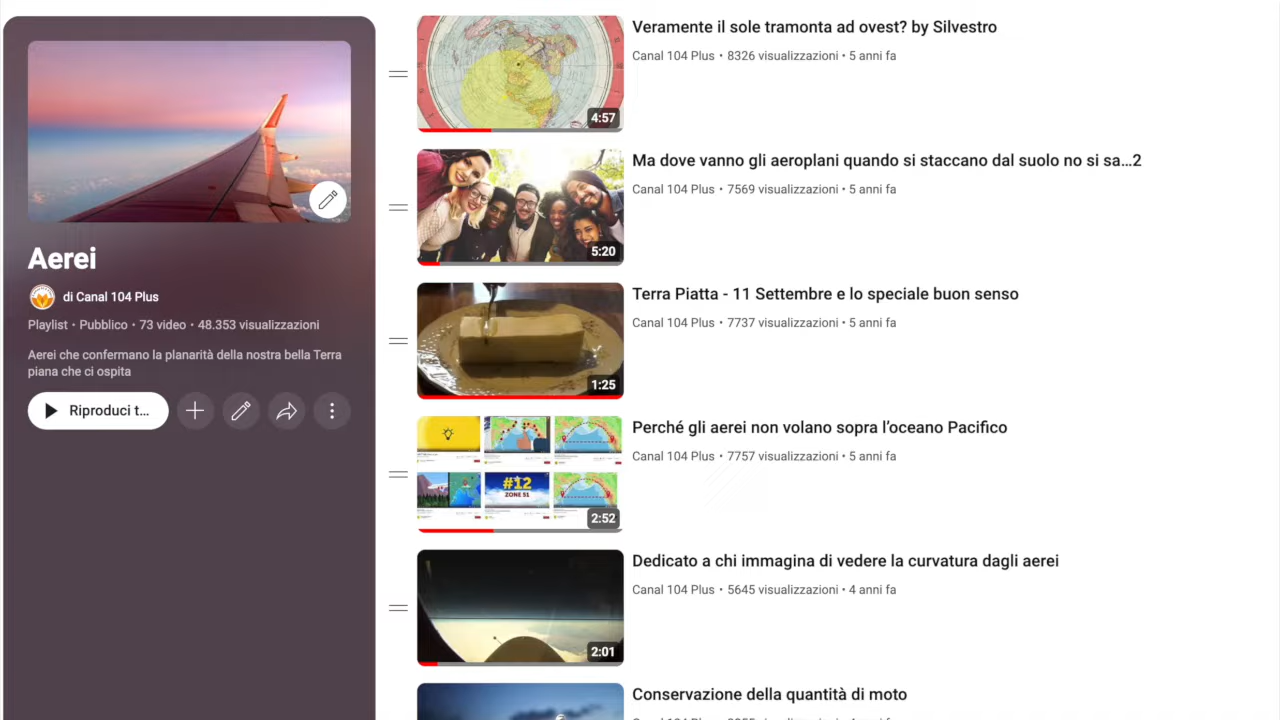 Aerei
di Canal 104 Plus
Playlist • Pubblico • 73 video • 48.353 visualizzazioni
Aerei che confermano la planarità della nostra bella Terra
piana che ci ospita
Riproduci t...
Veramente il sole tramonta ad ovest? by Silvestro
Canal 104 Plus • 8326 visualizzazioni • 5 anni fa
4:57
Ma dove vanno gli aeroplani quando si staccano dal suolo no si sa...2
Canal 104 Plus • 7569 visualizzazioni • 5 anni fa
5:20
Terra Piatta - 11 Settembre e lo speciale buon senso
Canal 104 Plus • 7737 visualizzazioni • 5 anni fa
1:25
Perché gli aerei non volano sopra l’oceano Pacifico
Canal 104 Plus • 7757 visualizzazioni • 5 anni fa
#12
ZONE 51
2:52
Dedicato a chi immagina di vedere la curvatura dagli aerei
Canal 104 Plus • 5645 visualizzazioni • 4 anni fa
2:01
Conservazione della quantità di moto